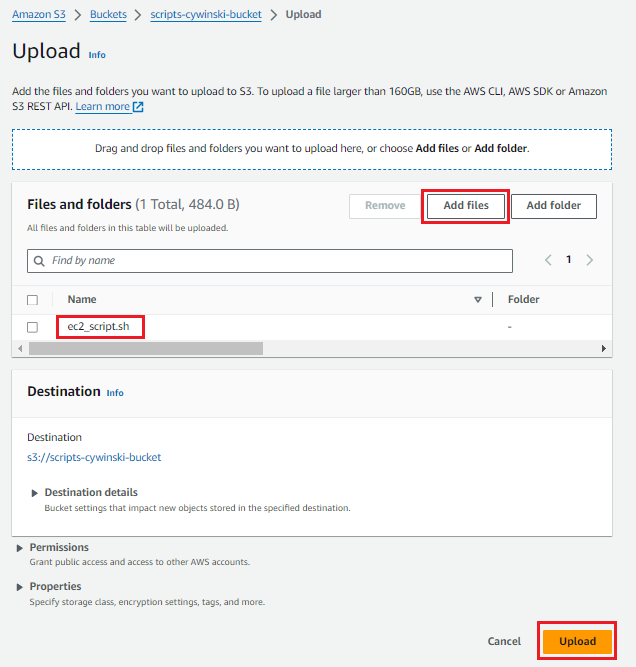 Amazon S3 > Buckets > scripts-cywinski-bucket > Upload
Upload Info
Add the files and folders you want to upload to S3. To upload a file larger than 160GB, use the AWS CLI, AWS SDK or Amazon
S3 REST API. Learn more
Drag and drop files and folders you want to upload here, or choose Add files or Add folder.
Files and folders (1 Total, 484.0 B)
Remove
Add files
Add folder
All files and folders in this table will be uploaded.
Find by name
1
Name
Folder
ec2_script.sh
-
Destination Info
Destination
s3://scripts-cywinski-bucket
Destination details
Bucket settings that impact new objects stored in the specified destination.
Permissions
Grant public access and access to other AWS accounts.
Properties
Specify storage class, encryption settings, tags, and more.
Cancel
Upload